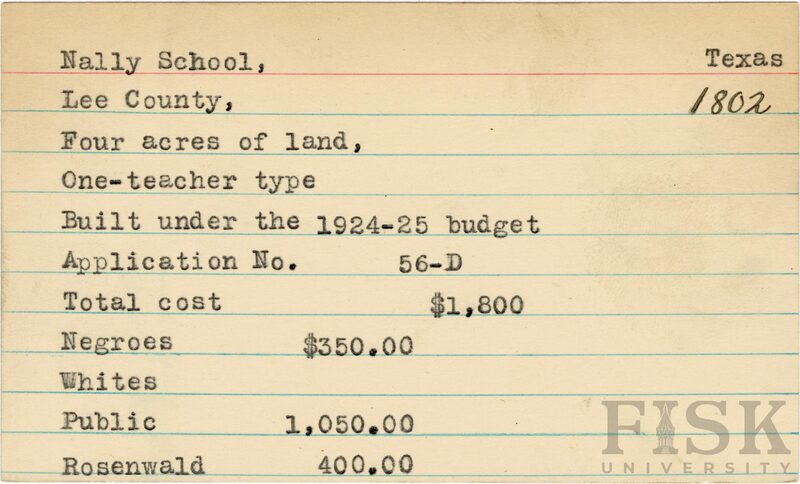 Nally School, Texas
Lee County, 1802
Four acres of land,
One-teacher type
Built under the 1924-25 budget
Application No. 56-D
Total cost $1,800
Negroes $350.00
Whites
Public 1,050.00
Rosenwald 400.00
FISK
UNIVERSITY